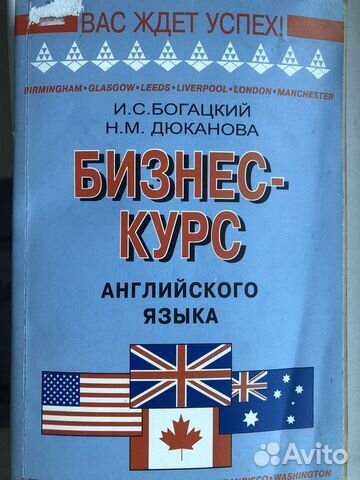 ВАС ЖДЕТ УСПЕХ!
BIRMINGHAM • GLASGOW • LEEDS • LIVERPOOL • LONDON • MANCHESTER
И.С.БОГАЦКИЙ
Н.М. ДЮКАНОВА
БИЗНЕС-
КУРС
АНГЛИЙСКОГО
ЯЗЫКА
WASHINGTON
Avito